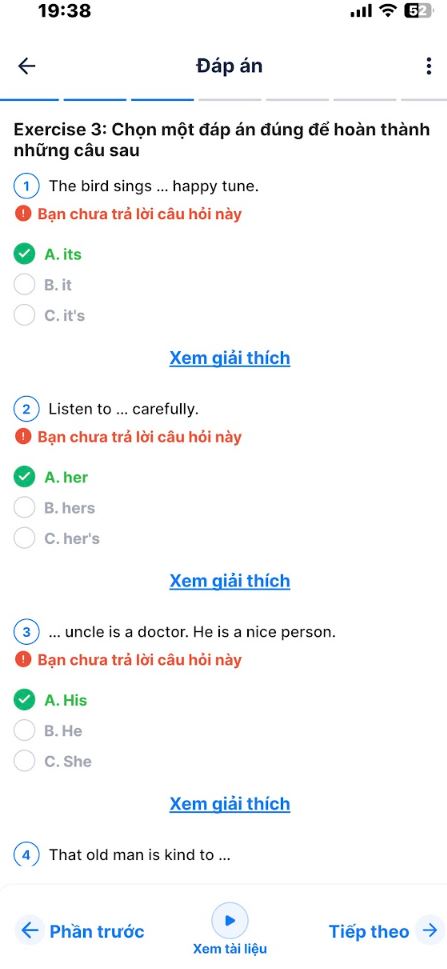 19:38
52
Đáp án
Exercise 3: Chọn một đáp án đúng để hoàn thành
những câu sau
1 The bird sings ... happy tune.
! Bạn chưa trả lời câu hỏi này
A. its
B. it
C. it's
Xem giải thích
2 Listen to ... carefully.
! Bạn chưa trả lời câu hỏi này
A. her
B. hers
C. her's
Xem giải thích
3 ... uncle is a doctor. He is a nice person.
! Bạn chưa trả lời câu hỏi này
A. His
B. He
C. She
Xem giải thích
4 That old man is kind to ...
Phần trước
Xem tài liệu
Tiếp theo